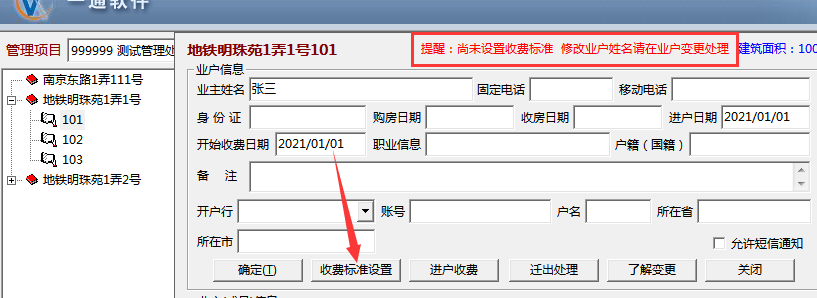 一通软件
管理项目 999999 测试管理处
南京东路1弄111号
地铁明珠苑1弄1号
101
102
103
地铁明珠苑1弄2号
地铁明珠苑1弄1号101 提醒：尚未设置收费标准 修改业户姓名请在业户变更处理 建筑面积：100
业户信息
业主姓名 张三 固定电话 移动电话
身 份 证 购房日期 收房日期 进户日期 2021/01/01
开始收费日期 2021/01/01 职业信息 户籍（国籍）
备 注
开户行 账号 户名 所在省
所在市 允许短信通知
确定(T) 收费标准设置 进户收费 迁出处理 了解变更 关闭